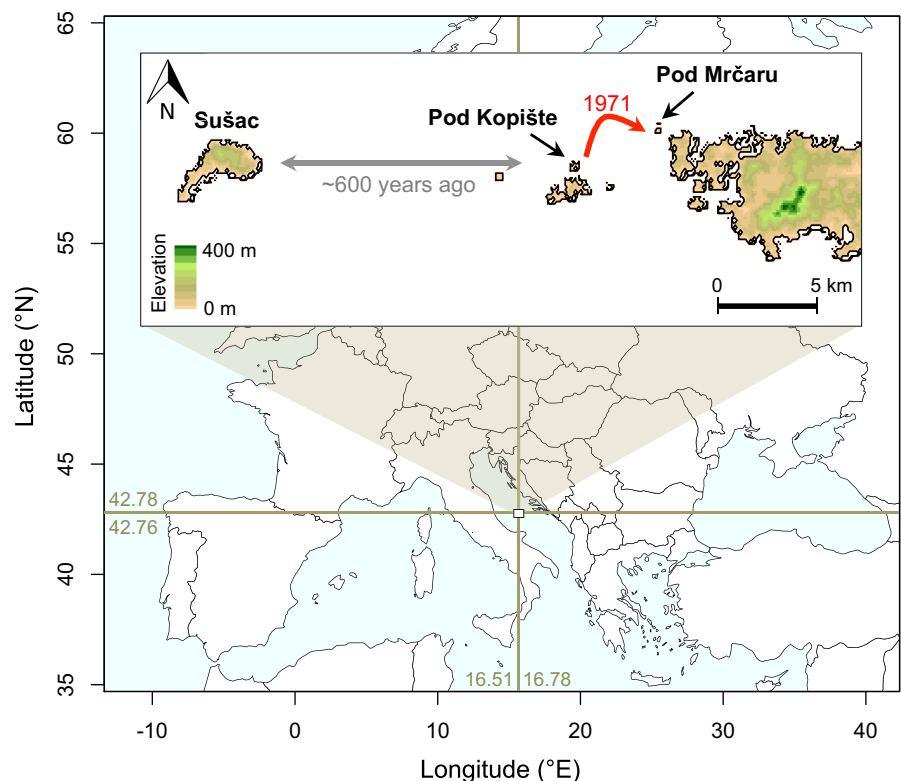 65
60
55
50
45
40
35
Latitude (°N)
N
Sušac
~600 years ago
Pod Kopište
1971
Pod Mrčaru
Elevation
400 m
0 m
0
5 km
42.78
42.76
16.51
16.78
-10
0
10
20
30
40
Longitude (°E)